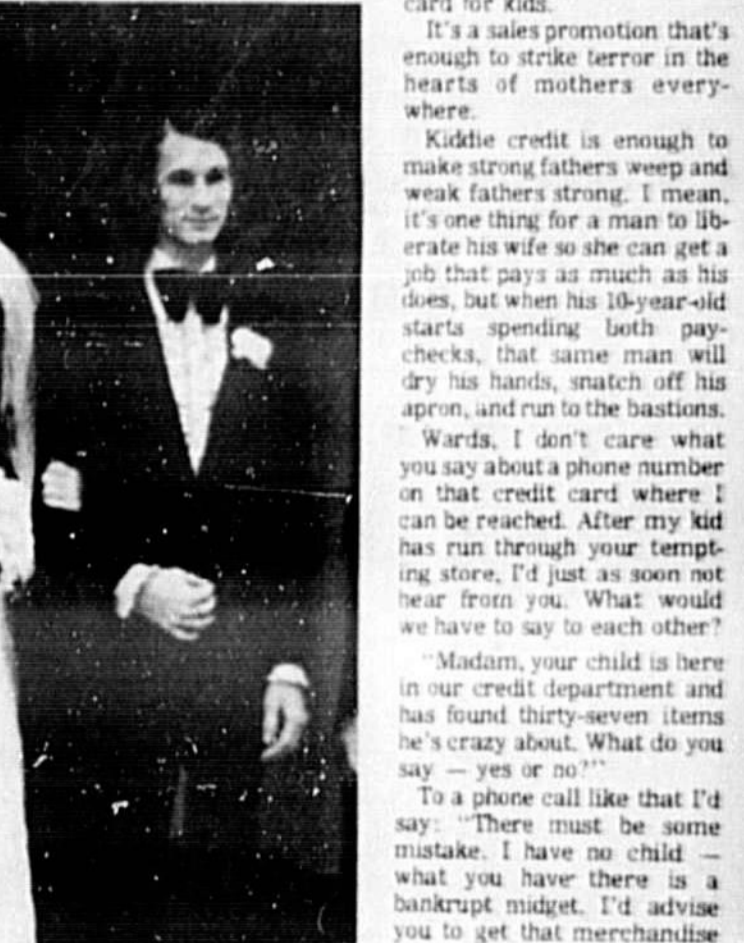 card for kids.
It's a sales promotion that's
enough to strike terror in the
hearts of mothers every-
where.
Kiddie credit is enough to
make strong fathers weep and
weak fathers strong. I mean,
it's one thing for a man to lib-
erate his wife so she can get a
job that pays as much as his
does, but when his 10-year-old
starts spending both pay-
checks, that same man will
dry his hands, snatch off his
apron, and run to the bastions.
Wards, I don't care what
you say about a phone number
on that credit card where I
can be reached. After my kid
has run through your tempt-
ing store, I'd just as soon not
hear from you. What would
we have to say to each other?
"Madam, your child is here
in our credit department and
has found thirty-seven items
he's crazy about. What do you
say — yes or no?"
To a phone call like that I'd
say: "There must be some
mistake. I have no child —
what you have there is a
bankrupt midget. I'd advise
you to get that merchandise